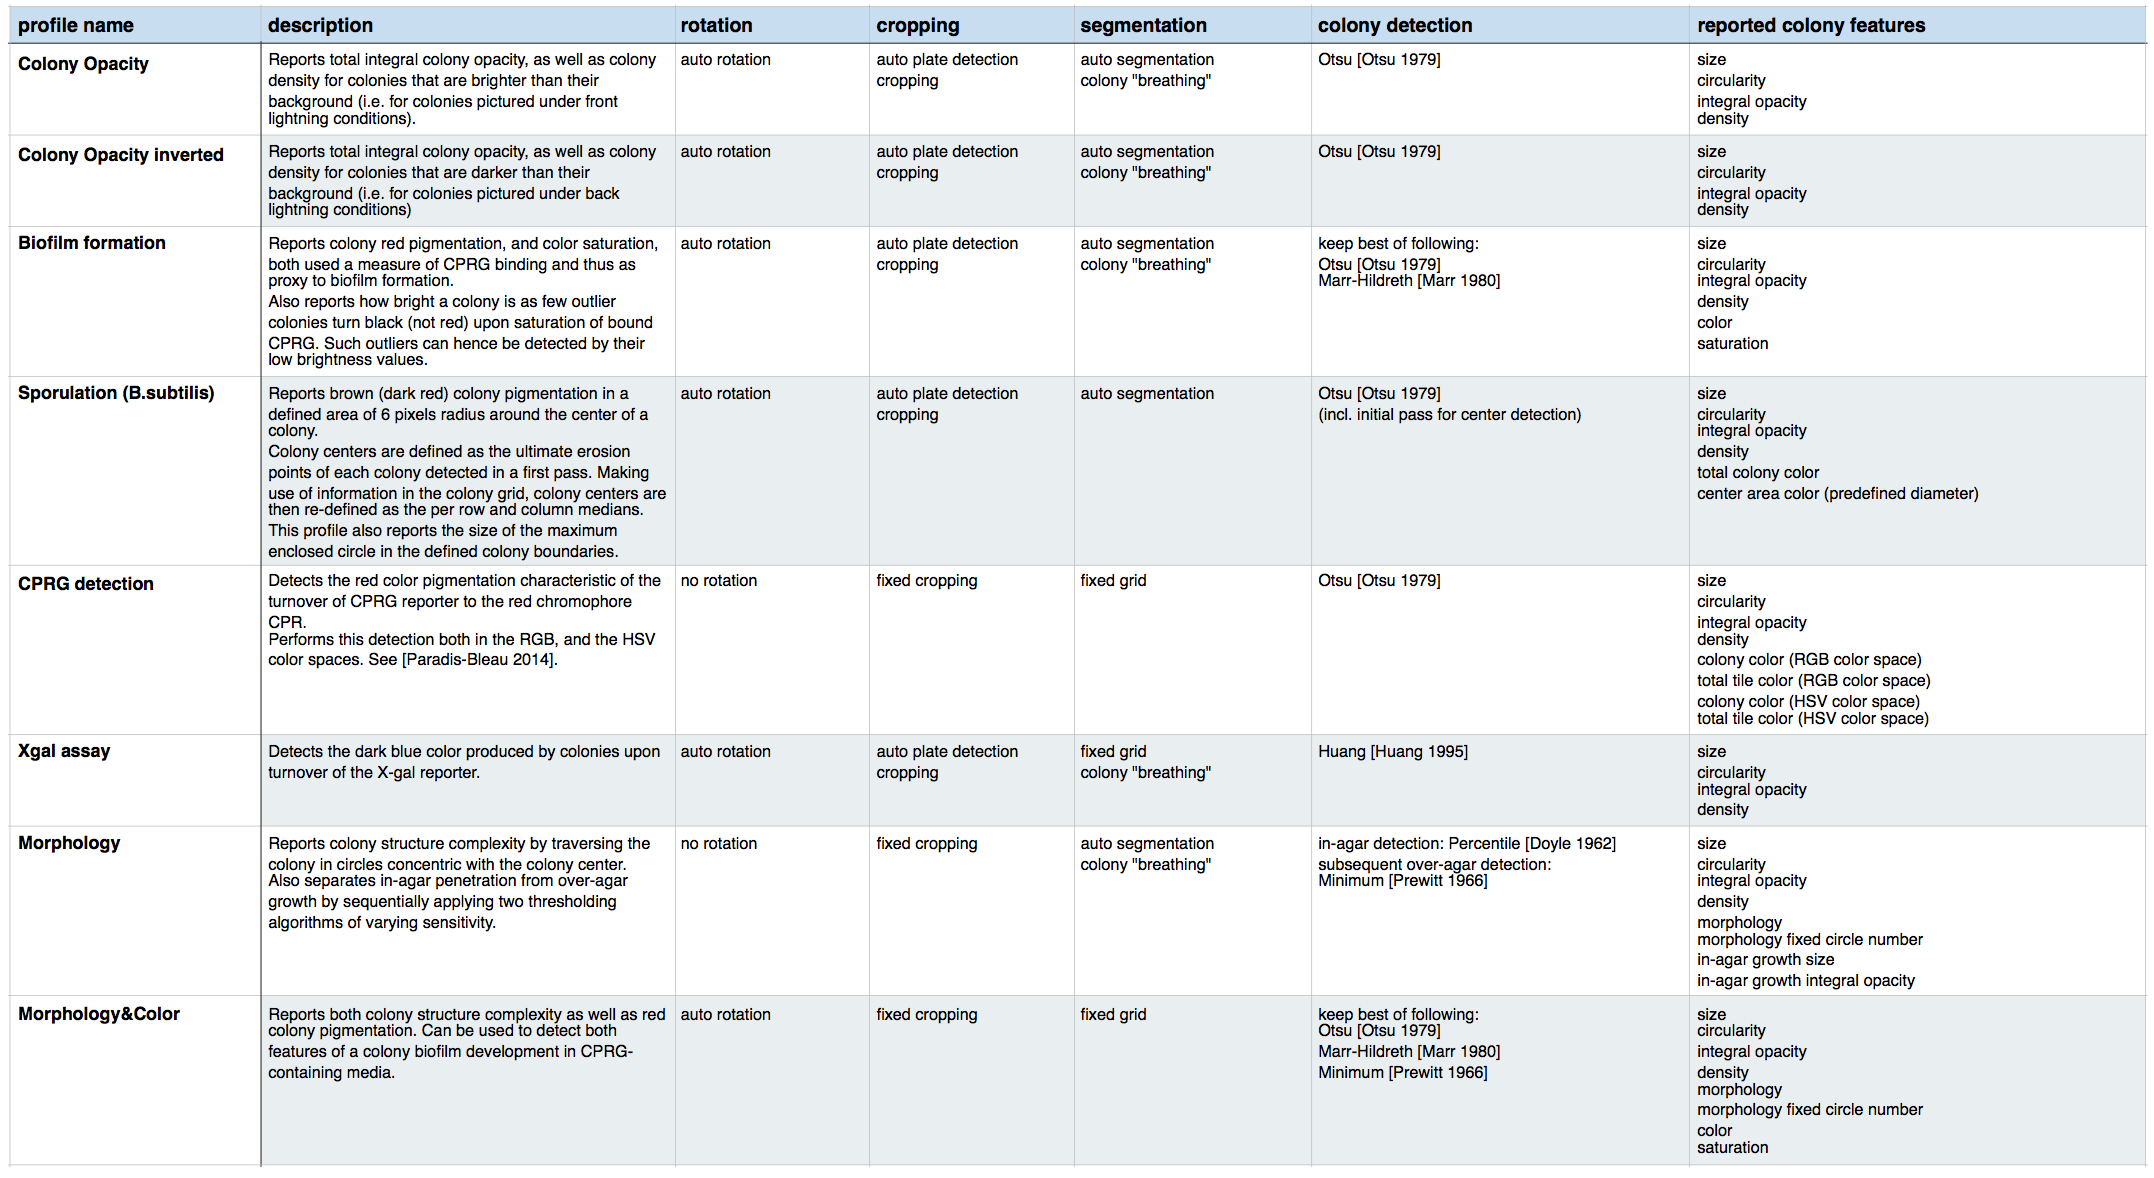 profile name description rotation cropping segmentation colony detection reported colony features
Colony Opacity
Reports total integral colony opacity, as well as colony
density for colonies that are brighter than their
background (i.e. for colonies pictured under front
lightning conditions).
auto rotation
auto plate detection
cropping
auto segmentation
colony "breathing"
Otsu [Otsu 1979]
size
circularity
integral opacity
density
Colony Opacity inverted
Reports total integral colony opacity, as well as colony
density for colonies that are darker than their
background (i.e. for colonies pictured under back
lightning conditions)
auto rotation
auto plate detection
cropping
auto segmentation
colony "breathing"
Otsu [Otsu 1979]
size
circularity
integral opacity
density
Biofilm formation
Reports colony red pigmentation, and color saturation,
both used a measure of CPRG binding and thus as
proxy to biofilm formation.
Also reports how bright a colony is as few outlier
colonies turn black (not red) upon saturation of bound
CPRG. Such outliers can hence be detected by their
low brightness values.
auto rotation
auto plate detection
cropping
auto segmentation
colony "breathing"
keep best of following:
Otsu [Otsu 1979]
Marr-Hildreth [Marr 1980]
size
circularity
integral opacity
density
color
saturation
Sporulation (B.subtilis)
Reports brown (dark red) colony pigmentation in a
defined area of 6 pixels radius around the center of a
colony.
Colony centers are defined as the ultimate erosion
points of each colony detected in a first pass. Making
use of information in the colony grid, colony centers are
then re-defined as the per row and column medians.
This profile also reports the size of the maximum
enclosed circle in the defined colony boundaries.
auto rotation
auto plate detection
cropping
auto segmentation
Otsu [Otsu 1979]
(incl. initial pass for center detection)
size
circularity
integral opacity
density
total colony color
center area color (predefined diameter)
CPRG detection
Detects the red color pigmentation characteristic of the
turnover of CPRG reporter to the red chromophore
CPR.
Performs this detection both in the RGB, and the HSV
color spaces. See [Paradis-Bleau 2014].
no rotation
fixed cropping
fixed grid
Otsu [Otsu 1979]
size
circularity
integral opacity
density
colony color (RGB color space)
total tile color (RGB color space)
colony color (HSV color space)
total tile color (HSV color space)
Xgal assay
Detects the dark blue color produced by colonies upon
turnover of the X-gal reporter.
auto rotation
auto plate detection
cropping
fixed grid
colony "breathing"
Huang [Huang 1995]
size
circularity
integral opacity
density
Morphology
Reports colony structure complexity by traversing the
colony in circles concentric with the colony center.
Also separates in-agar penetration from over-agar
growth by sequentially applying two thresholding
algorithms of varying sensitivity.
no rotation
fixed cropping
auto segmentation
colony "breathing"
in-agar detection: Percentile [Doyle 1962]
subsequent over-agar detection:
Minimum [Prewitt 1966]
size
circularity
integral opacity
density
morphology
morphology fixed circle number
in-agar growth size
in-agar growth integral opacity
Morphology&Color
Reports both colony structure complexity as well as red
colony pigmentation. Can be used to detect both
features of a colony biofilm development in CPRG-
containing media.
auto rotation
fixed cropping
fixed grid
keep best of following:
Otsu [Otsu 1979]
Marr-Hildreth [Marr 1980]
Minimum [Prewitt 1966]
size
circularity
integral opacity
density
morphology
morphology fixed circle number
color
saturation